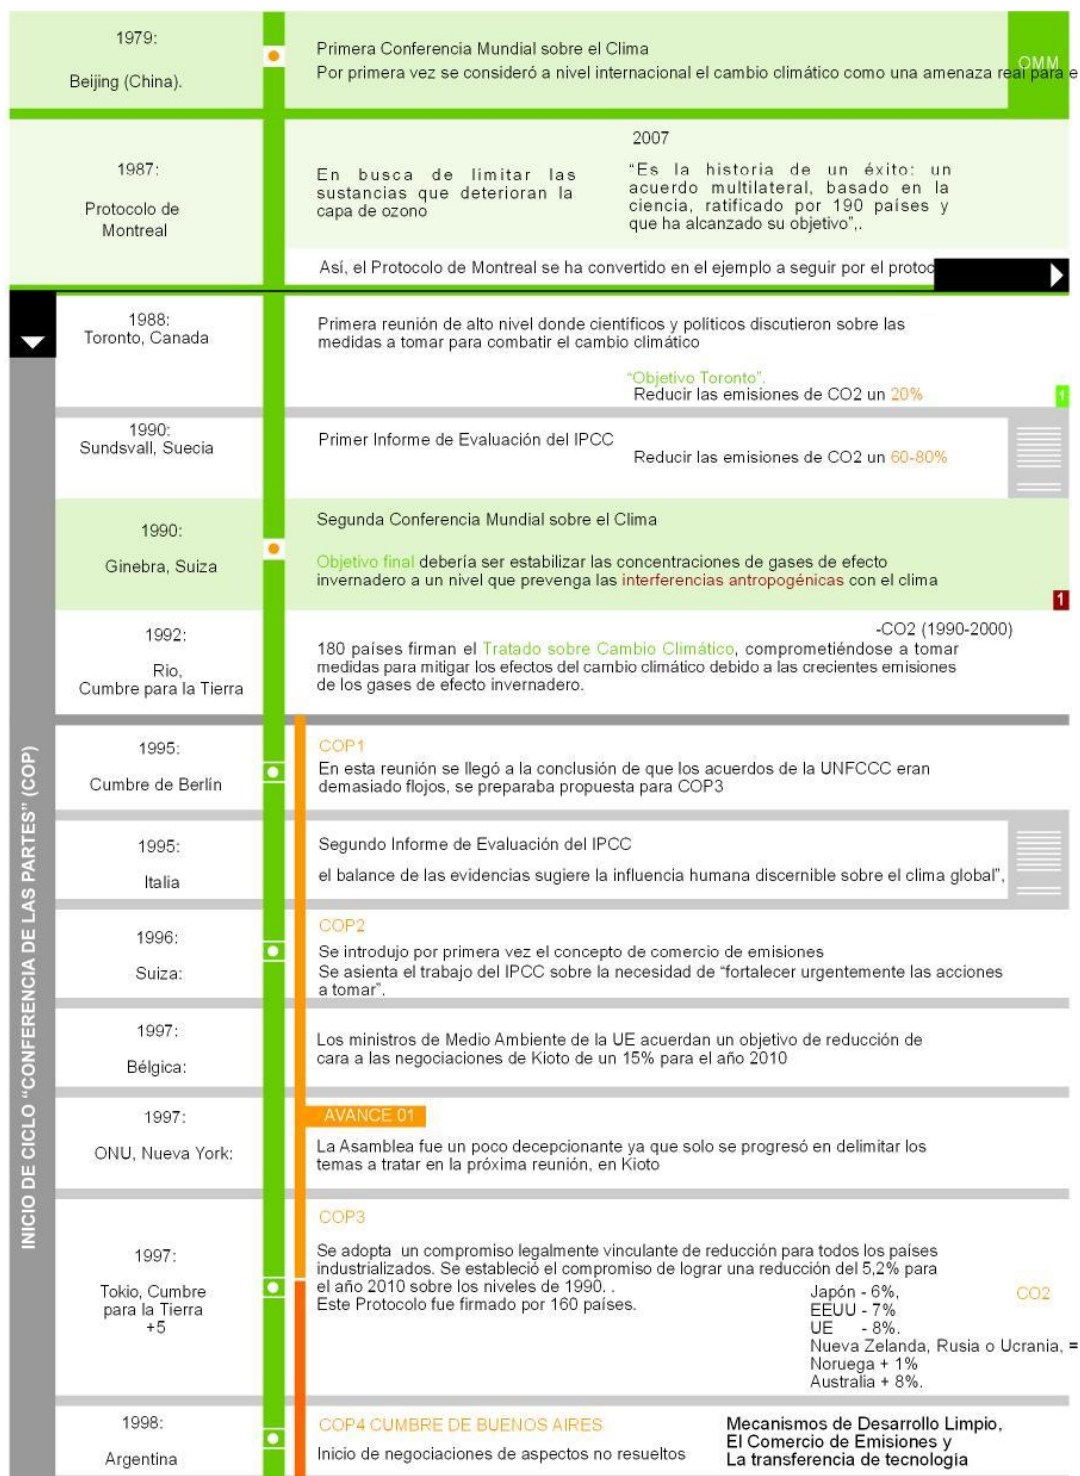 1979:
Beijing (China).
Primera Conferencia Mundial sobre el Clima
Por primera vez se consideró a nivel internacional el cambio climático como una amenaza real para e
OMM
1987:
Protocolo de
Montreal
En busca de limitar las
sustancias que deterioran la
capa de ozono
2007
“Es la historia de un éxito: un
acuerdo multilateral, basado en la
ciencia, ratificado por 190 países y
que ha alcanzado su objetivo”,.
Así, el Protocolo de Montreal se ha convertido en el ejemplo a seguir por el protoc
1988:
Toronto, Canada
Primera reunión de alto nivel donde científicos y políticos discutieron sobre las
medidas a tomar para combatir el cambio climático
“Objetivo Toronto”.
Reducir las emisiones de CO2 un 20%
1
1990:
Sundsvall, Suecia
Primer Informe de Evaluación del IPCC
Reducir las emisiones de CO2 un 60-80%
1990:
Ginebra, Suiza
Segunda Conferencia Mundial sobre el Clima
Objetivo final debería ser estabilizar las concentraciones de gases de efecto
invernadero a un nivel que prevenga las interferencias antropogénicas con el clima
1
1992:
Rio,
Cumbre para la Tierra
-CO2 (1990-2000)
180 países firman el Tratado sobre Cambio Climático, comprometiéndose a tomar
medidas para mitigar los efectos del cambio climático debido a las crecientes emisiones
de los gases de efecto invernadero.
INICIO DE CICLO “CONFERENCIA DE LAS PARTES” (COP)
1995:
Cumbre de Berlín
COP1
En esta reunión se llegó a la conclusión de que los acuerdos de la UNFCCC eran
demasiado flojos, se preparaba propuesta para COP3
1995:
Italia
Segundo Informe de Evaluación del IPCC
el balance de las evidencias sugiere la influencia humana discernible sobre el clima global”,
1996:
Suiza:
COP2
Se introdujo por primera vez el concepto de comercio de emisiones
Se asienta el trabajo del IPCC sobre la necesidad de “fortalecer urgentemente las acciones
a tomar”.
1997:
Bélgica:
Los ministros de Medio Ambiente de la UE acuerdan un objetivo de reducción de
cara a las negociaciones de Kioto de un 15% para el año 2010
1997:
ONU, Nueva York:
AVANCE 01
La Asamblea fue un poco decepcionante ya que solo se progresó en delimitar los
temas a tratar en la próxima reunión, en Kioto
1997:
Tokio, Cumbre
para la Tierra
+5
COP3
Se adopta un compromiso legalmente vinculante de reducción para todos los países
industrializados. Se estableció el compromiso de lograr una reducción del 5,2% para
el año 2010 sobre los niveles de 1990. .
Este Protocolo fue firmado por 160 países.
Japón - 6%,
EEUU - 7%
UE - 8%.
Nueva Zelanda, Rusia o Ucrania, =
Noruega + 1%
Australia + 8%.
CO2
1998:
Argentina
COP4 CUMBRE DE BUENOS AIRES
Inicio de negociaciones de aspectos no resueltos
Mecanismos de Desarrollo Limpio,
El Comercio de Emisiones y
La transferencia de tecnología